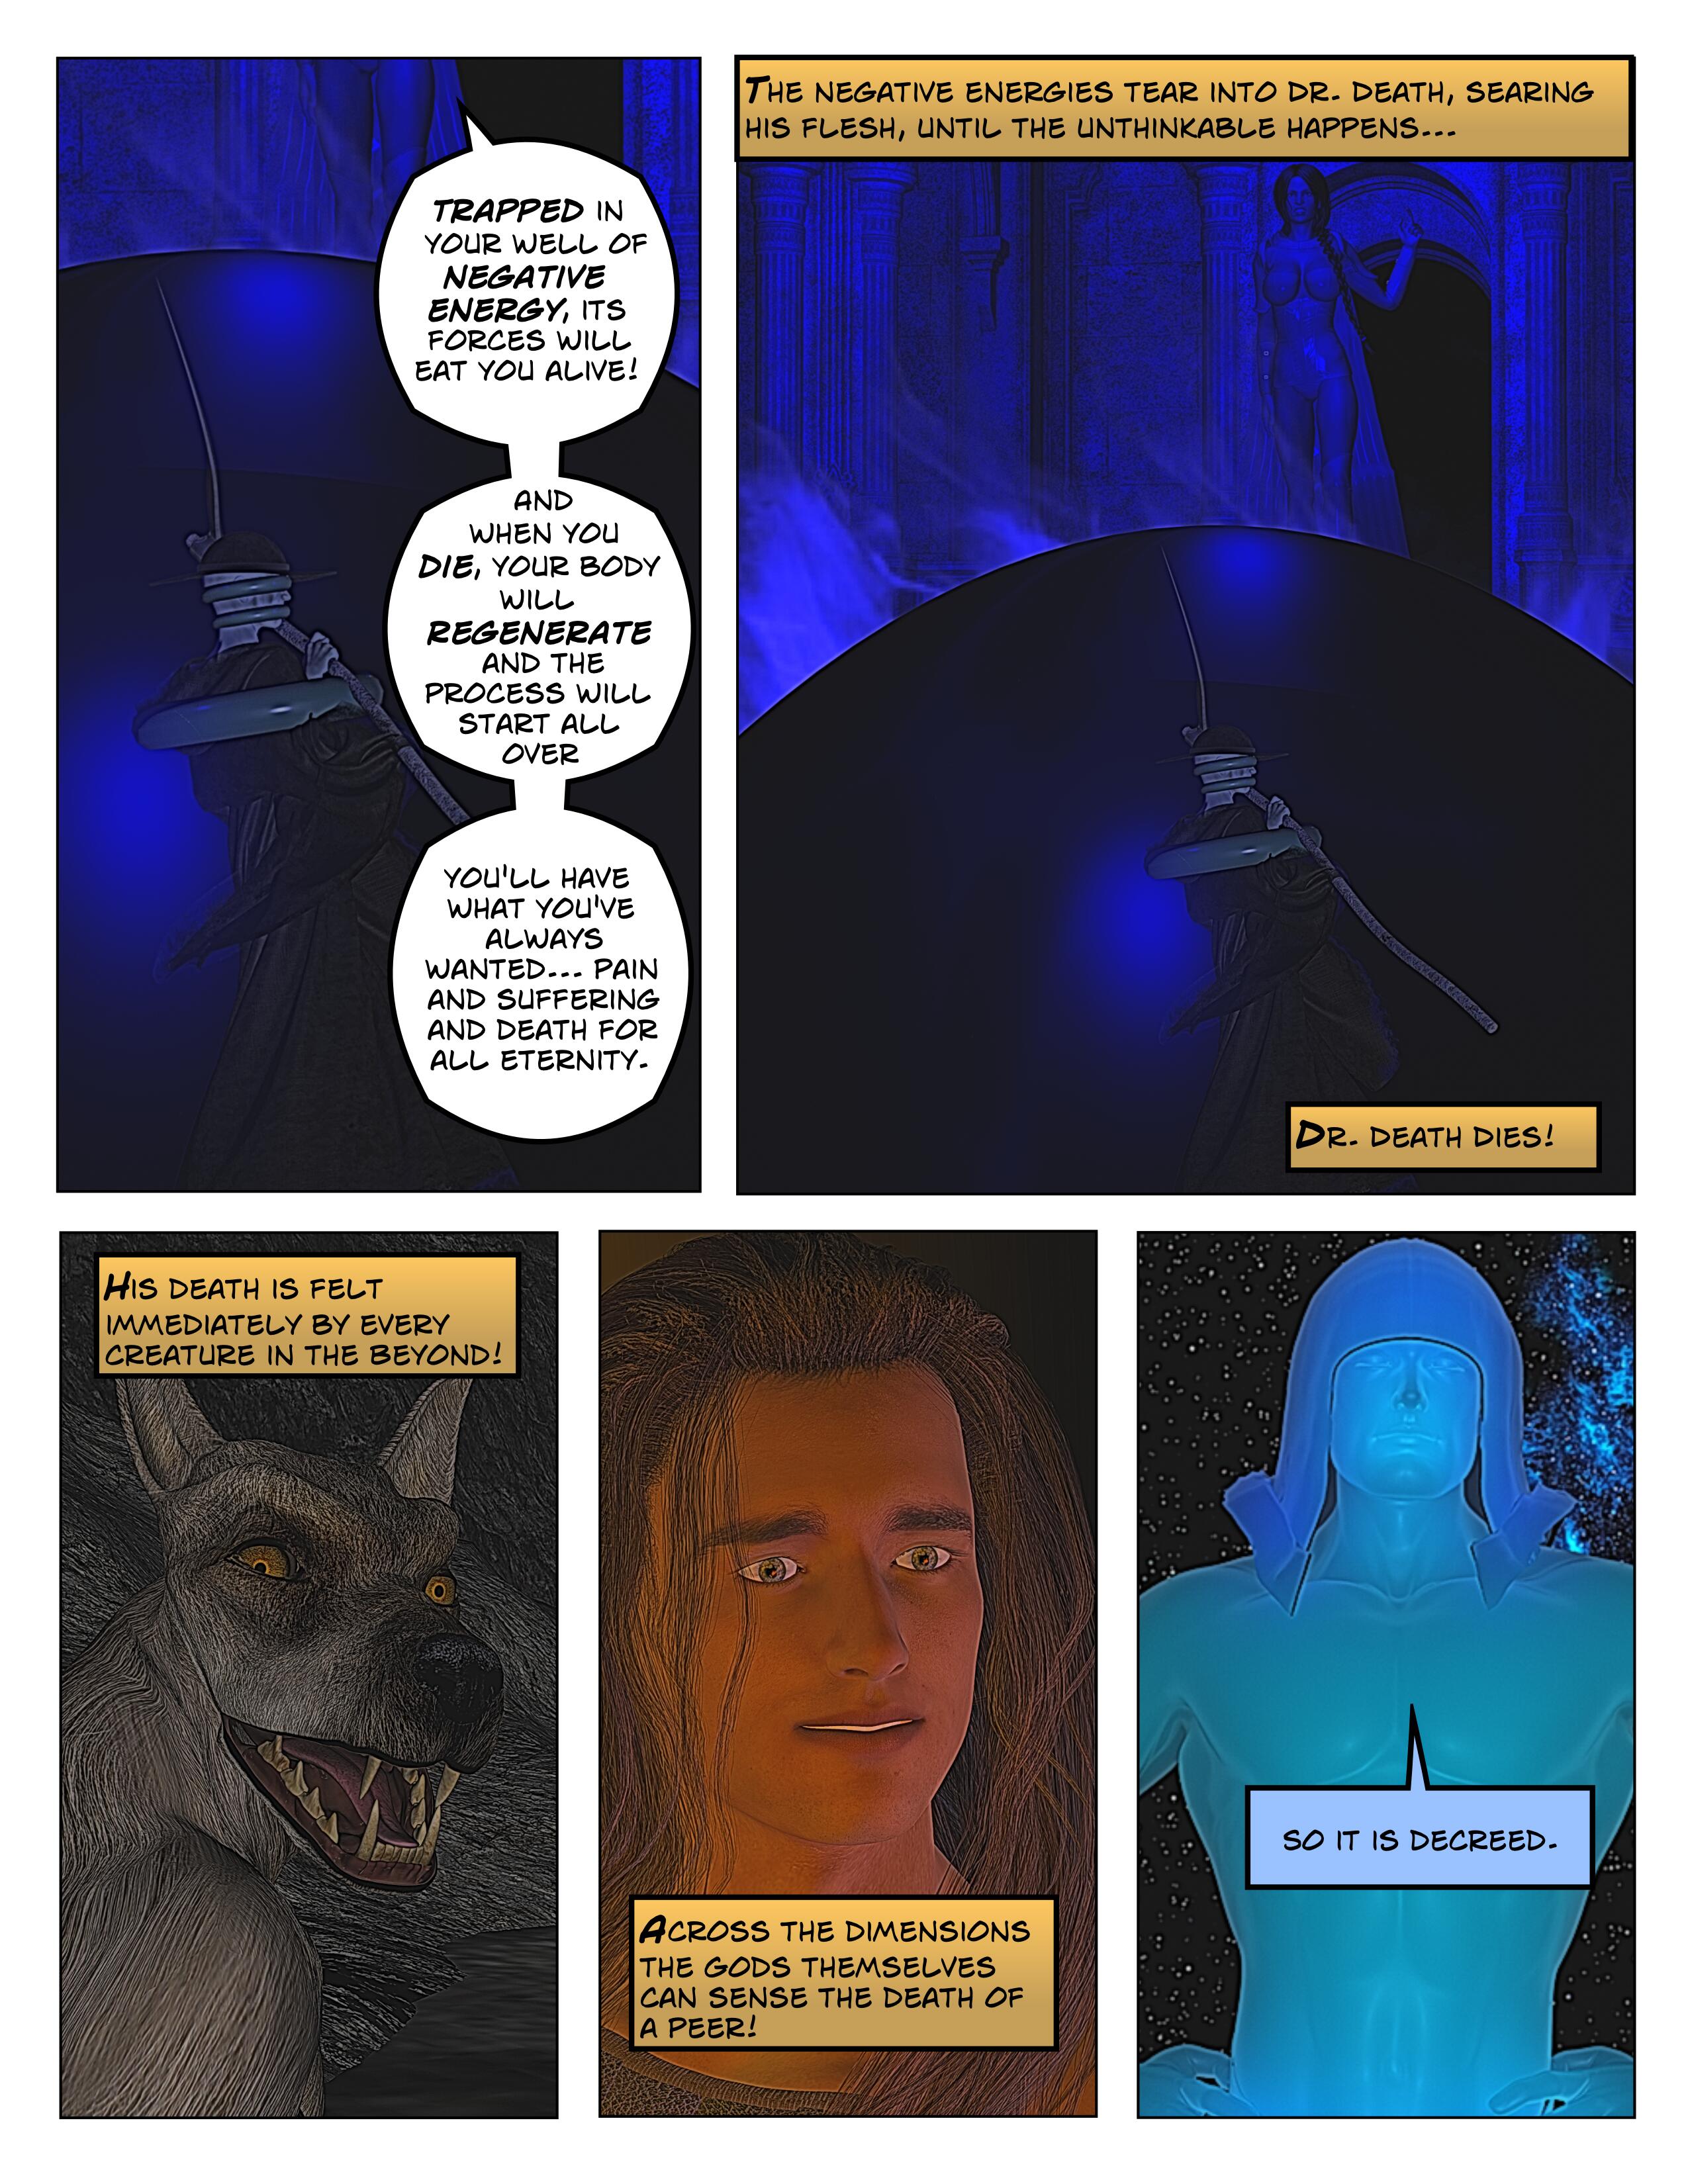 TRAPPED IN
YOUR WELL OF
NEGATIVE
ENERGY, ITS
FORCES WILL
EAT YOU ALIVE!
AND
WHEN YOU
DIE, YOUR BODY
WILL
REGENERATE
AND THE
PROCESS WILL
START ALL
OVER
YOU'LL HAVE
WHAT YOU'VE
ALWAYS
WANTED... PAIN
AND SUFFERING
AND DEATH FOR
ALL ETERNITY.
THE NEGATIVE ENERGIES TEAR INTO DR. DEATH, SEARING
HIS FLESH, UNTIL THE UNTHINKABLE HAPPENS...
DR. DEATH DIES!
HIS DEATH IS FELT
IMMEDIATELY BY EVERY
CREATURE IN THE BEYOND!
ACROSS THE DIMENSIONS
THE GODS THEMSELVES
CAN SENSE THE DEATH OF
A PEER!
SO IT IS DECREED.